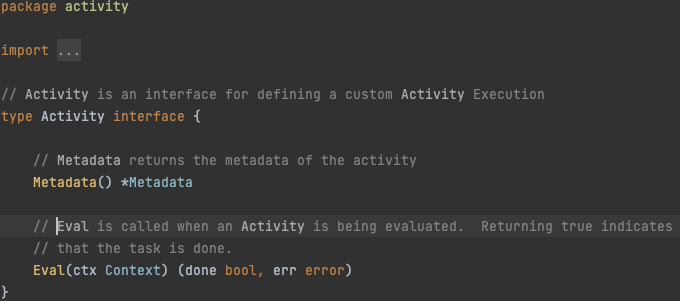 package activity
import ...
// Activity is an interface for defining a custom Activity Execution
type Activity interface {
// Metadata returns the metadata of the activity
Metadata() *Metadata
// Eval is called when an Activity is being evaluated.  Returning true indicates
// that the task is done.
Eval(ctx Context) (done bool, err error)
}